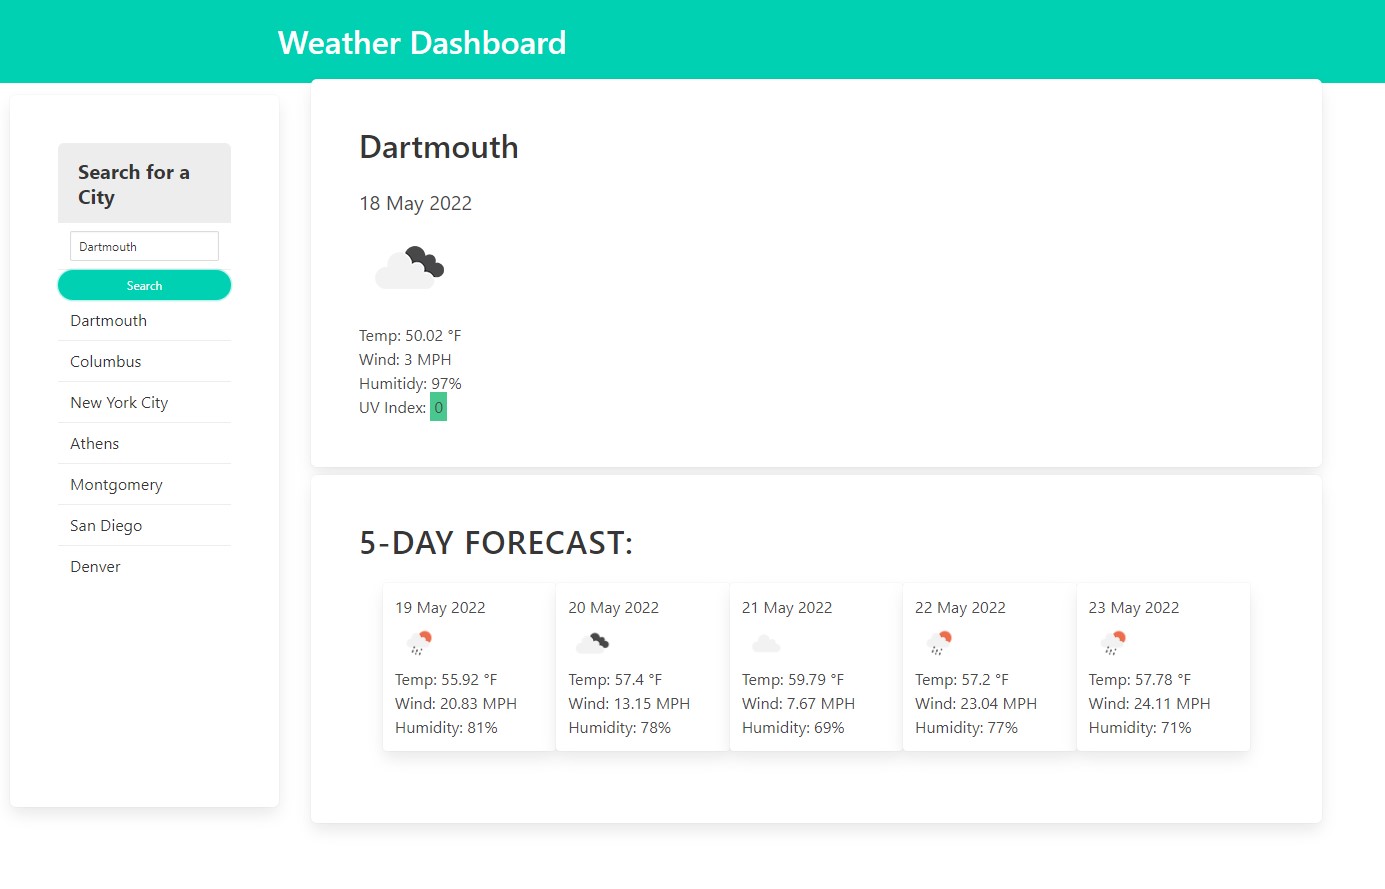 Weather Dashboard
Search for a
City
Dartmouth
Search
Dartmouth
Columbus
New York City
Athens
Montgomery
San Diego
Denver
Dartmouth
18 May 2022
Temp: 50.02 °F
Wind: 3 MPH
Humitidy: 97%
UV Index: 0
5-DAY FORECAST:
19 May 2022
Temp: 55.92 °F
Wind: 20.83 MPH
Humidity: 81%
20 May 2022
Temp: 57.4 °F
Wind: 13.15 MPH
Humidity: 78%
21 May 2022
Temp: 59.79 °F
Wind: 7.67 MPH
Humidity: 69%
22 May 2022
Temp: 57.2 °F
Wind: 23.04 MPH
Humidity: 77%
23 May 2022
Temp: 57.78 °F
Wind: 24.11 MPH
Humidity: 71%